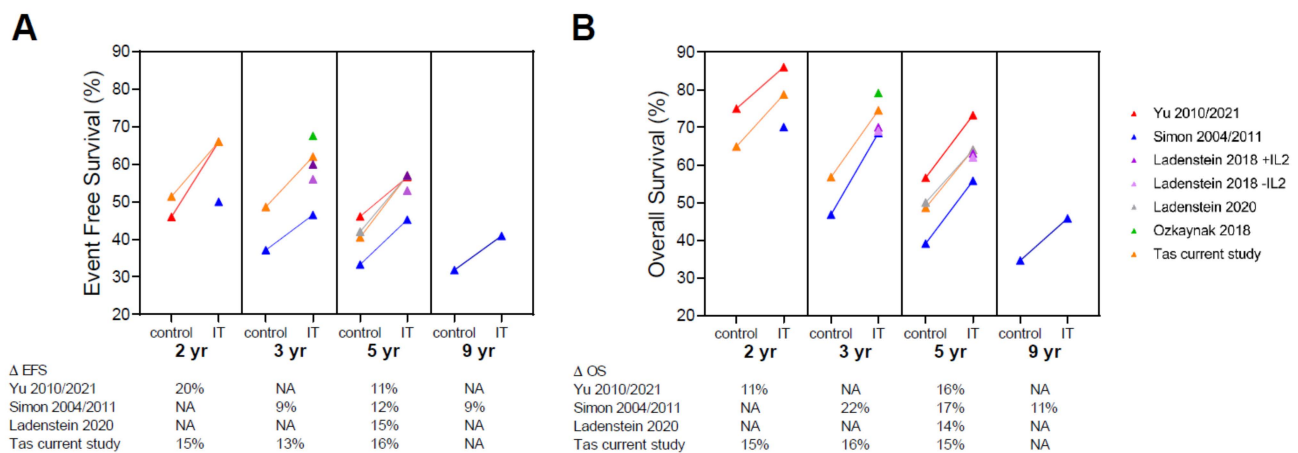 A
Event Free Survival (%)
90
80
70
60
50
40
30
20
control IT control IT control IT control IT
2 yr 3 yr 5 yr 9 yr
Δ EFS
Yu 2010/2021 20% NA 11% NA
Simon 2004/2011 NA 9% 12% 9%
Ladenstein 2020 NA NA 15% NA
Tas current study 15% 13% 16% NA
B
Overall Survival (%)
90
80
70
60
50
40
30
20
control IT control IT control IT control IT
2 yr 3 yr 5 yr 9 yr
Δ OS
Yu 2010/2021 11% NA 16% NA
Simon 2004/2011 NA 22% 17% 11%
Ladenstein 2020 NA NA 14% NA
Tas current study 15% 16% 15% NA
Yu 2010/2021
Simon 2004/2011
Ladenstein 2018 +IL2
Ladenstein 2018 -IL2
Ladenstein 2020
Ozkaynak 2018
Tas current study